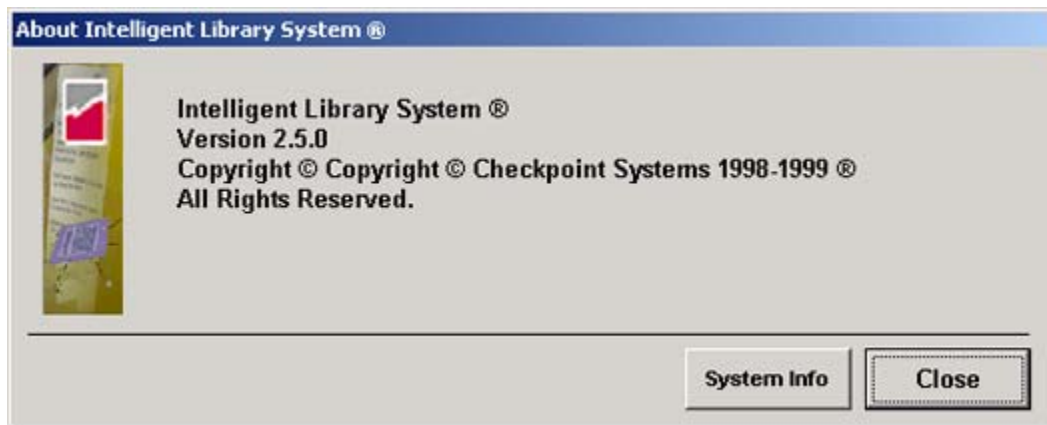 About Intelligent Library System ®
Intelligent Library System ®
Version 2.5.0
Copyright © Copyright © Checkpoint Systems 1998-1999 ®
All Rights Reserved.
System Info
Close